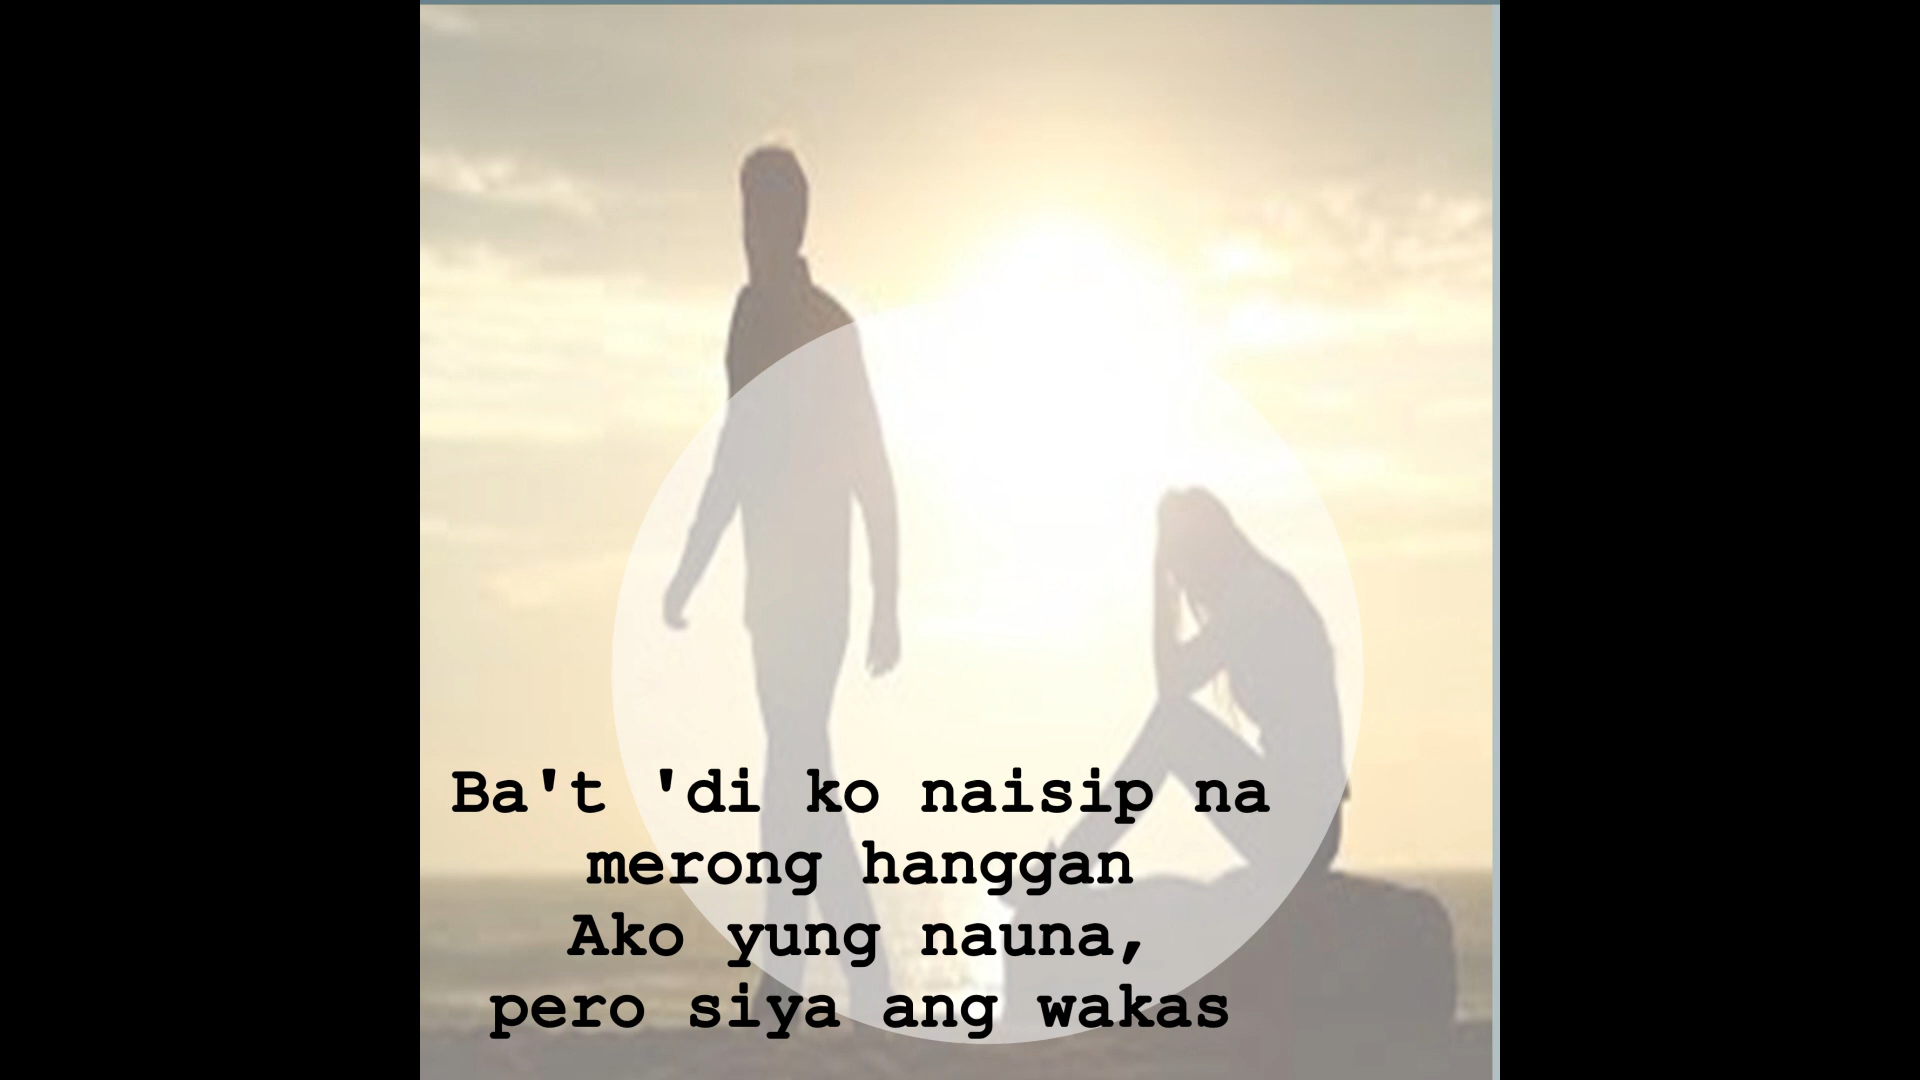 Ba't 'di ko naisip na
merong hanggan
Ako yung nauna,
pero siya ang wakas